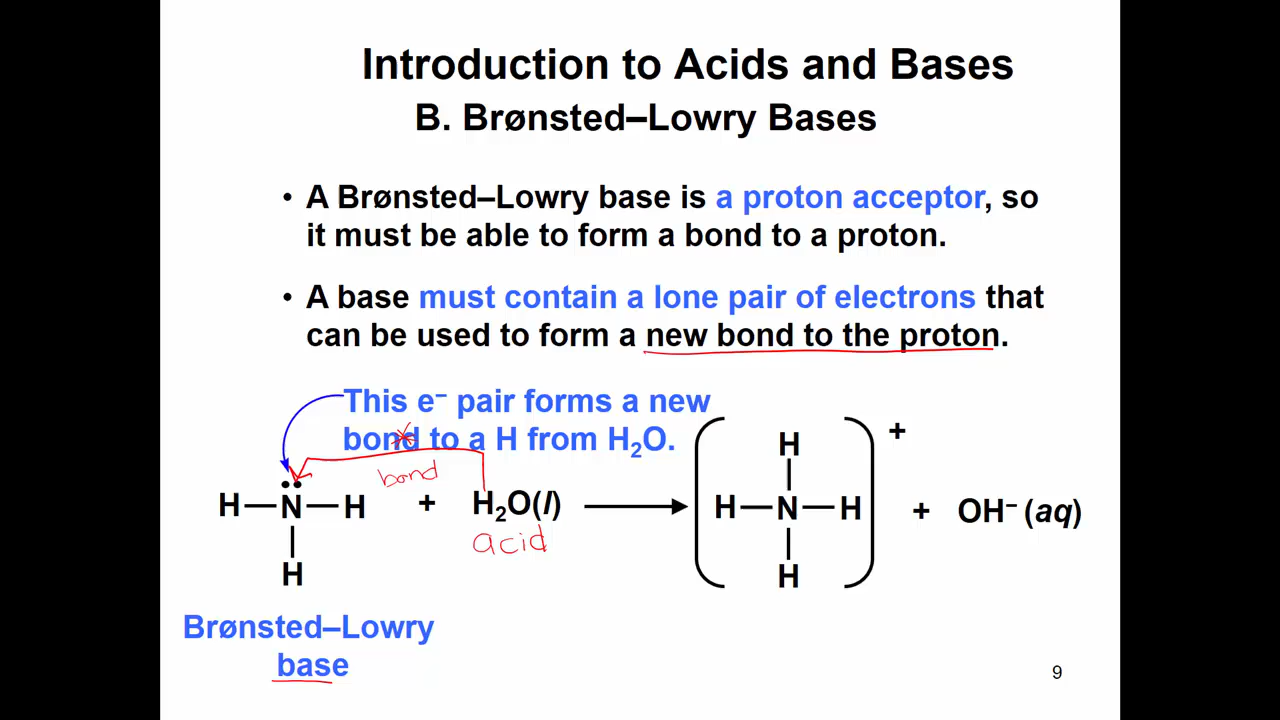 Introduction to Acids and Bases
B. Brønsted–Lowry Bases
• A Brønsted–Lowry base is a proton acceptor, so
it must be able to form a bond to a proton.
• A base must contain a lone pair of electrons that
can be used to form a new bond to the proton.
This e⁻ pair forms a new
bond to a H from H₂O.
bond
H
+
H—N—H + H₂O(l) H—N—H + OH⁻ (aq)
acid
H H
Brønsted–Lowry
base
9